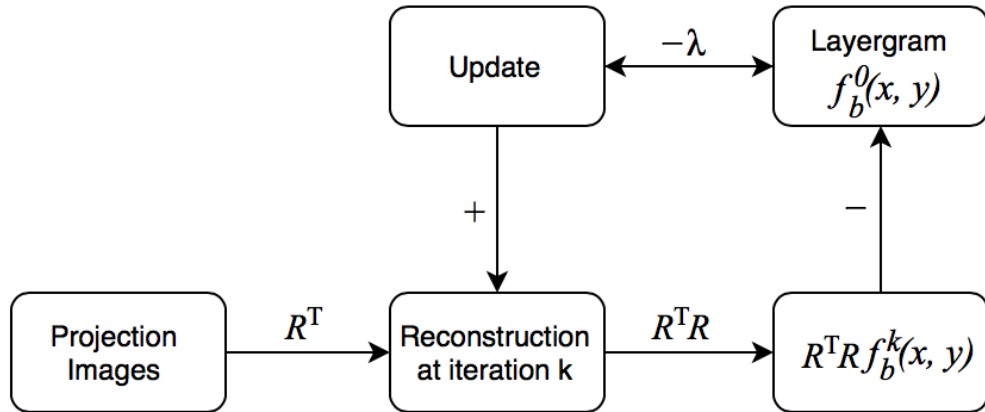 Update
−λ
Layergram
f_b^0(x, y)
+
−
Projection
Images
R^T
Reconstruction
at iteration k
R^T R
R^T R f_b^k(x, y)